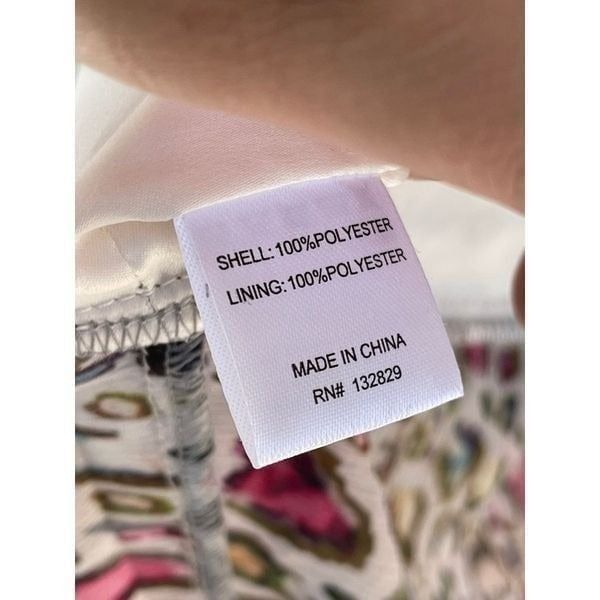 SHELL: 100%POLYESTER
LINING: 100%POLYESTER
MADE IN CHINA
RN# 132829